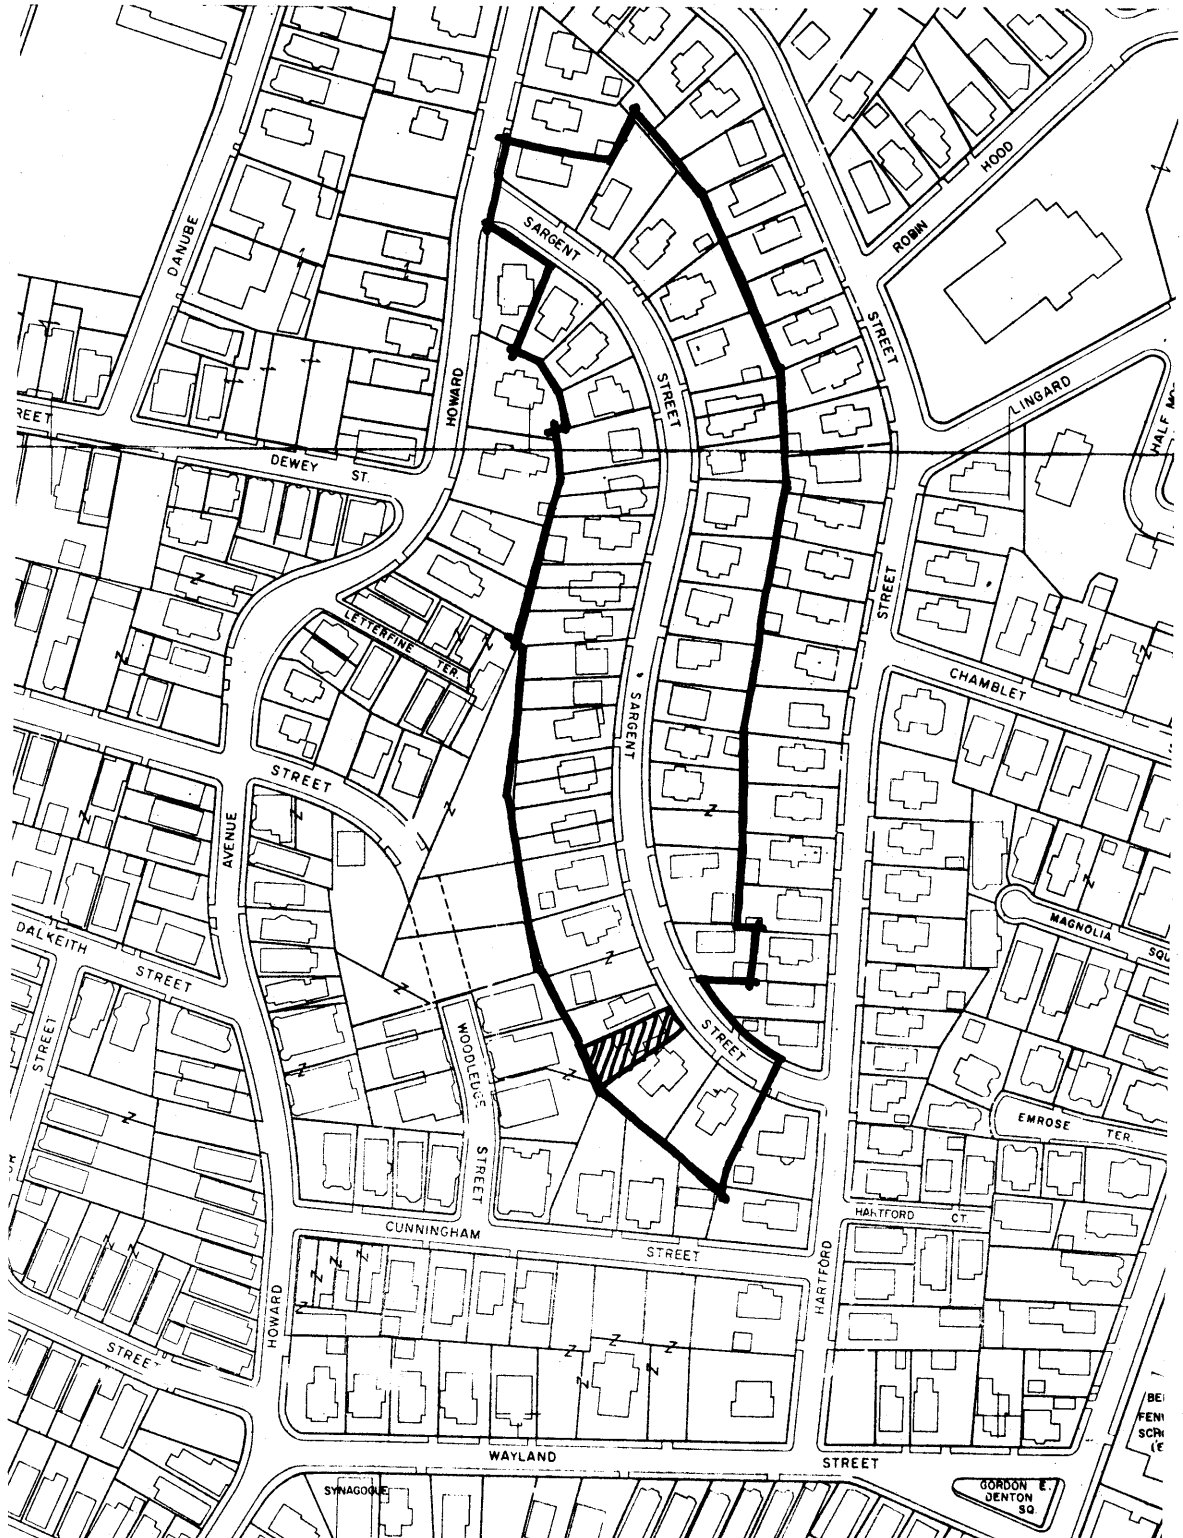 HOOD
ROBIN
SARGENT
DANUBE
STREET
HOWARD
STREET
LINGARD
REET
DEWEY ST.
STREET
LETTERFINE TER.
CHAMBLET
SARGENT
STREET
AVENUE
MAGNOLIA SQU
DALKEITH
STREET
STREET
STREET
WOODLEDGE
STREET
EMROSE TER.
HARTFORD CT.
CUNNINGHAM
STREET
HARTFORD
HOWARD
STREET
WAYLAND
STREET
SYNAGOGUE
GORDON E.
DENTON
SQ.